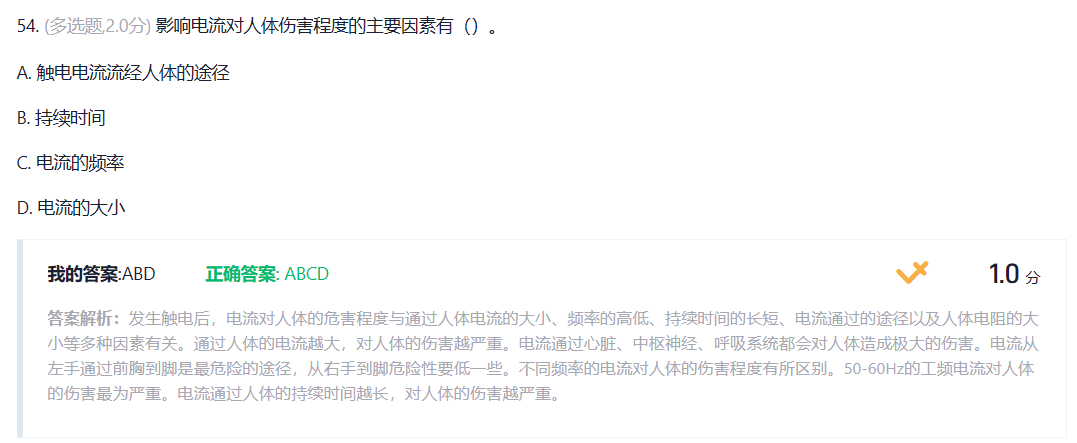 54. (多选题,2.0分) 影响电流对人体伤害程度的主要因素有（）。
A. 触电电流流经人体的途径
B. 持续时间
C. 电流的频率
D. 电流的大小
我的答案:ABD 正确答案: ABCD 1.0 分
答案解析：发生触电后，电流对人体的危害程度与通过人体电流的大小、频率的高低、持续时间的长短、电流通过的途径以及人体电阻的大
小等多种因素有关。通过人体的电流越大，对人体的伤害越严重。电流通过心脏、中枢神经、呼吸系统都会对人体造成极大的伤害。电流从
左手通过前胸到脚是最危险的途径，从右手到脚危险性要低一些。不同频率的电流对人体的伤害程度有所区别。50-60Hz的工频电流对人体
的伤害最为严重。电流通过人体的持续时间越长，对人体的伤害越严重。